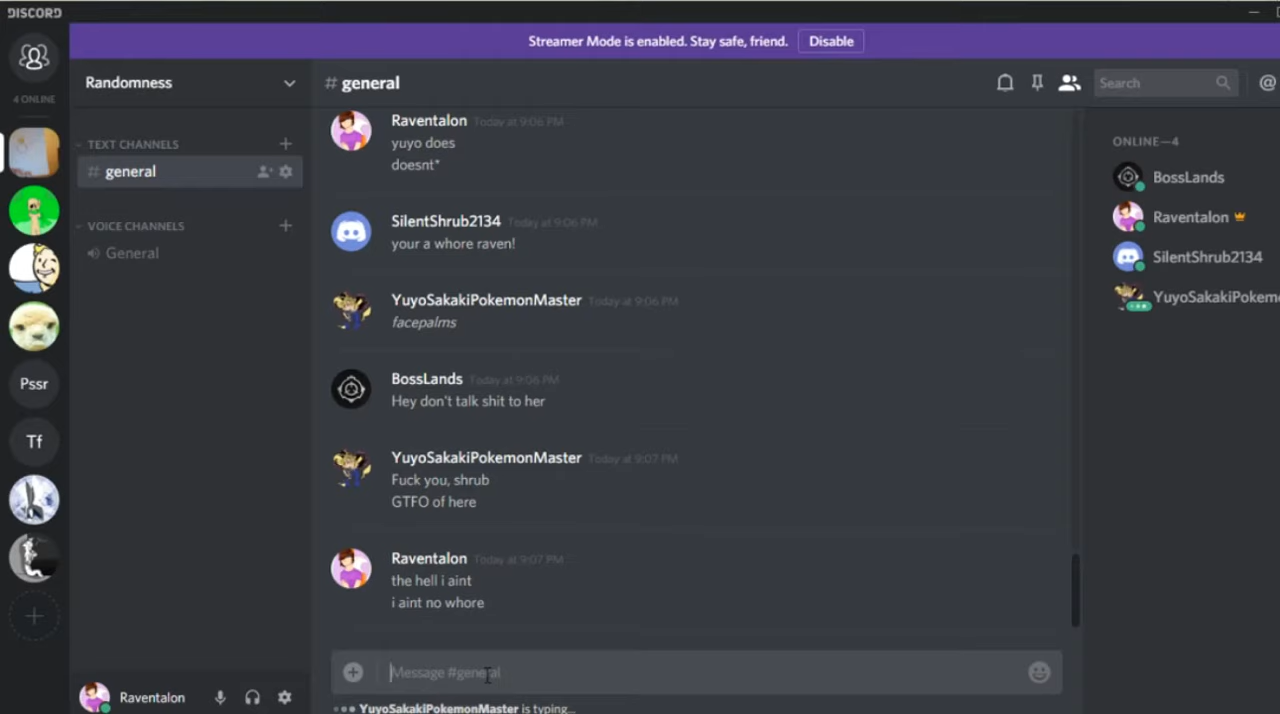 DISCORD
Streamer Mode is enabled. Stay safe, friend. Disable
4 ONLINE
Pssr
Tf
Randomness
TEXT CHANNELS
# general
VOICE CHANNELS
General
Raventalon
# general
Search
@
Raventalon Today at 9:06 PM
yuyo does
doesnt*
SilentShrub2134 Today at 9:06 PM
your a whore raven!
YuyoSakakiPokemonMaster Today at 9:06 PM
facepalms
BossLands Today at 9:06 PM
Hey don't talk shit to her
YuyoSakakiPokemonMaster Today at 9:07 PM
Fuck you, shrub
GTFO of here
Raventalon Today at 9:07 PM
the hell i aint
i aint no whore
Message #general
YuyoSakakiPokemonMaster is typing...
ONLINE—4
BossLands
Raventalon
SilentShrub2134
YuyoSakakiPokem